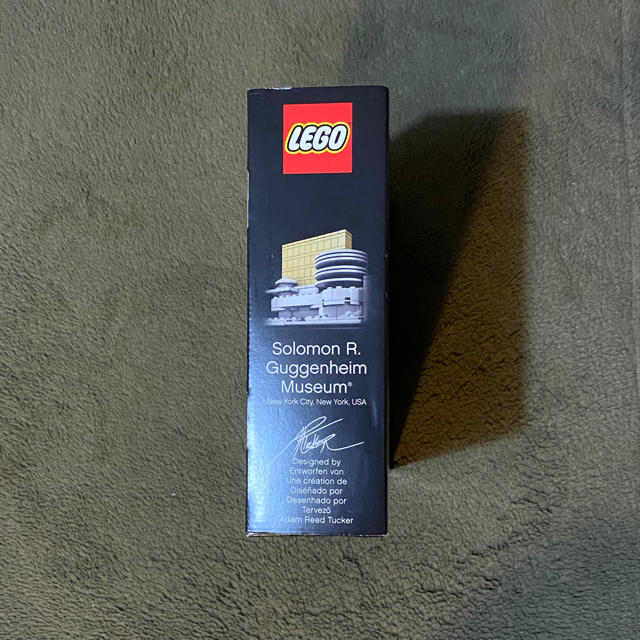 LEGO
Solomon R.
Guggenheim
Museum®
New York City, New York, USA
Designed by
Entworfen von
Une création de
Diseñado por
Desenhado por
Tervező
Adam Reed Tucker